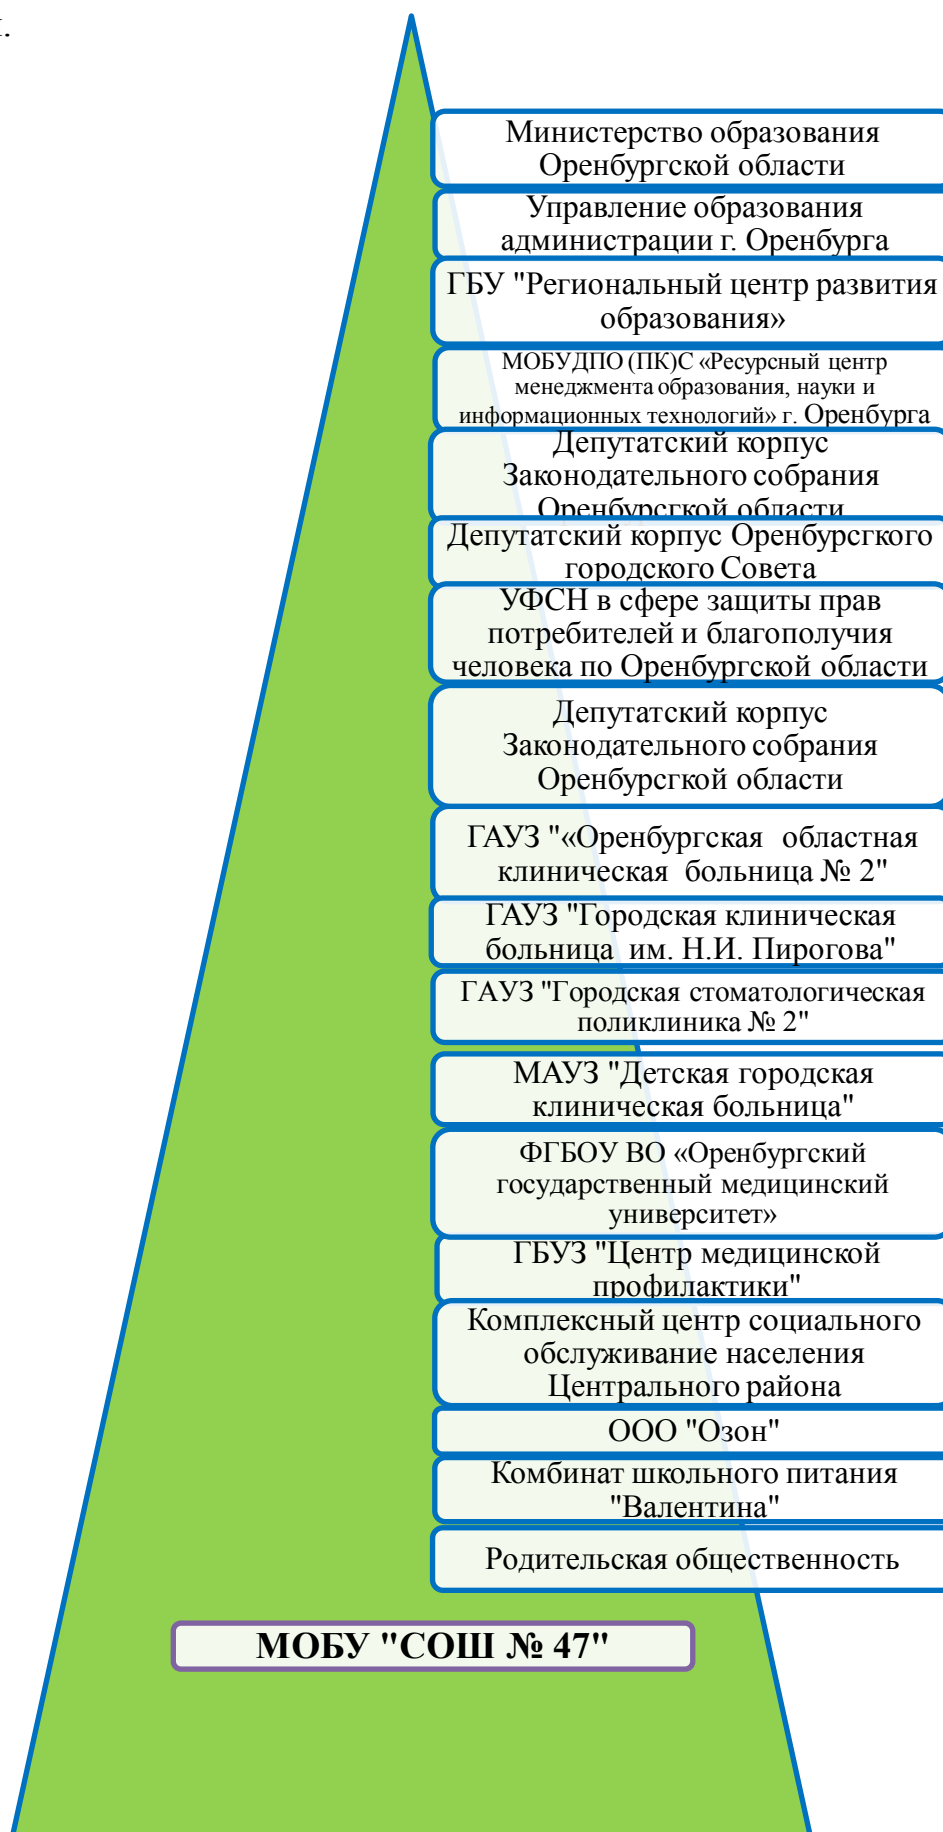 Министерство образования
Оренбургской области
Управление образования
администрации г. Оренбурга
ГБУ "Региональный центр развития
образования»
МОБУДПО (ПК)С «Ресурсный центр
менеджмента образования, науки и
информационных технологий» г. Оренбурга
Депутатский корпус
Законодательного собрания
Оренбурсгкой области
Депутатский корпус Оренбурсгкого
городского Совета
УФСН в сфере защиты прав
потребителей и благополучия
человека по Оренбургской области
Депутатский корпус
Законодательного собрания
Оренбурсгкой области
ГАУЗ "«Оренбургская областная
клиническая больница № 2"
ГАУЗ "Городская клиническая
больница им. Н.И. Пирогова"
ГАУЗ "Городская стоматологическая
поликлиника № 2"
МАУЗ "Детская городская
клиническая больница"
ФГБОУ ВО «Оренбургский
государственный медицинский
университет»
ГБУЗ "Центр медицинской
профилактики"
Комплексный центр социального
обслуживание населения
Центрального района
ООО "Озон"
Комбинат школьного питания
"Валентина"
Родительская общественность
МОБУ "СОШ № 47"